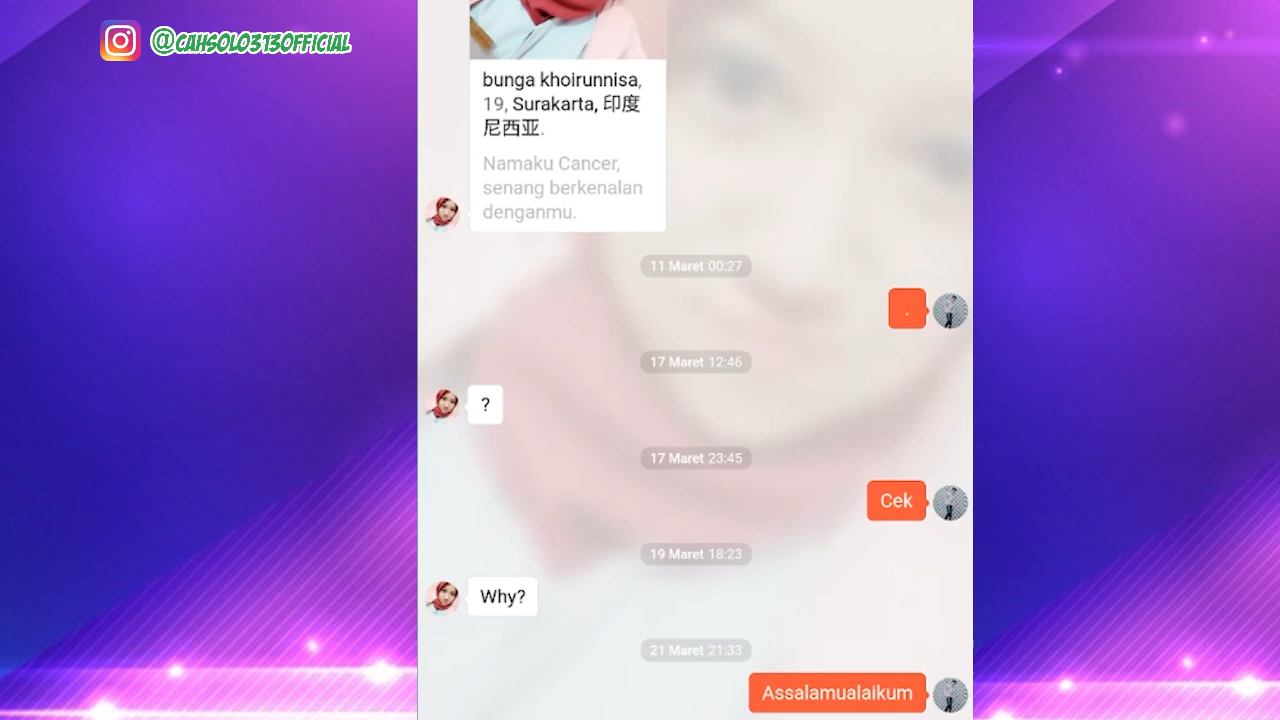 @CAHSOLO313OFFICIAL
bunga khoirunnisa,
19, Surakarta, 印度
尼西亚.
Namaku Cancer,
senang berkenalan
denganmu.
11 Maret 00:27
.
17 Maret 12:46
?
17 Maret 23:45
Cek
19 Maret 18:23
Why?
21 Maret 21:33
Assalamualaikum